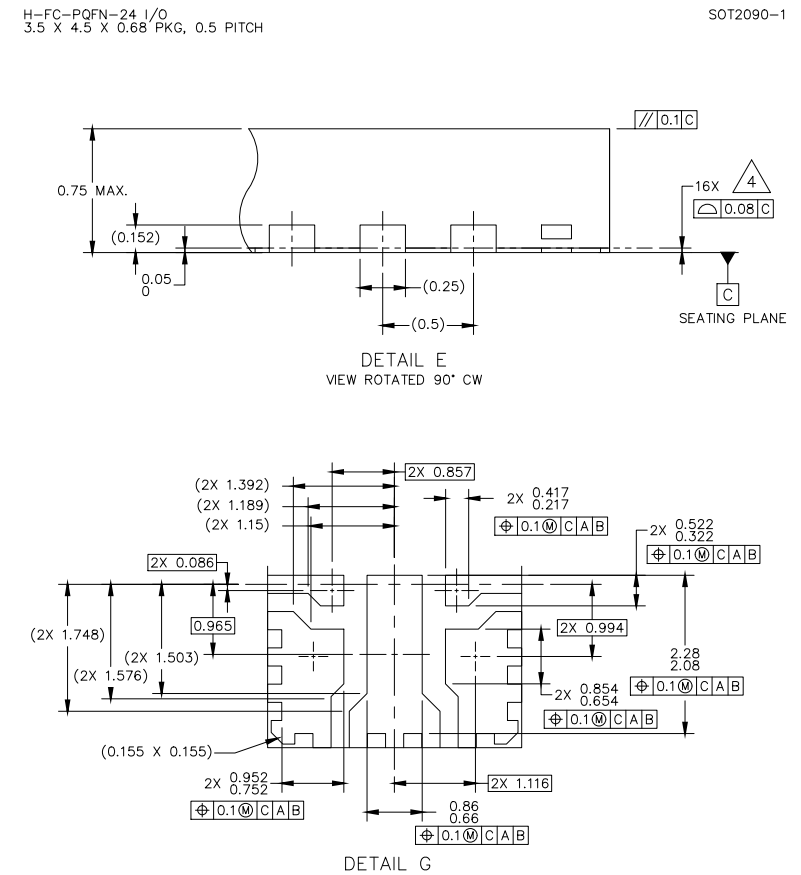 H-FC-PQFN-24 I/O
3.5 X 4.5 X 0.68 PKG, 0.5 PITCH
SOT2090-1
// 0.1 C
0.75 MAX.
16X
4
⌓ 0.08 C
(0.152)
0.05
0
(0.25)
C
SEATING PLANE
(0.5)
DETAIL E
VIEW ROTATED 90° CW
2X 0.857
(2X 1.392)
(2X 1.189)
(2X 1.15)
2X 0.417
0.217
⌖ 0.1 Ⓜ C A B
2X 0.522
0.322
⌖ 0.1 Ⓜ C A B
2X 0.086
0.965
2X 0.994
(2X 1.748)
(2X 1.503)
(2X 1.576)
2.28
2.08
⌖ 0.1 Ⓜ C A B
2X 0.854
0.654
⌖ 0.1 Ⓜ C A B
(0.155 X 0.155)
2X 0.952
0.752
⌖ 0.1 Ⓜ C A B
2X 1.116
0.86
0.66
⌖ 0.1 Ⓜ C A B
DETAIL G